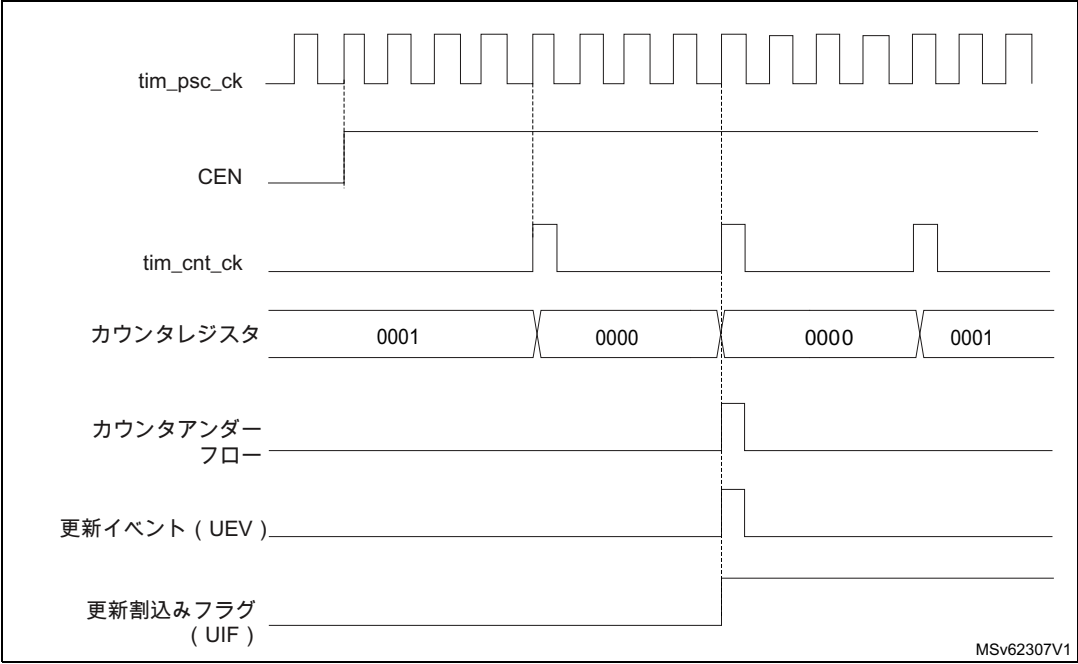 tim_psc_ck
CEN
tim_cnt_ck
カウンタレジスタ 0001 0000 0000 0001
カウンタアンダー
フロー
更新イベント ( UEV )
更新割込みフラグ
( UIF )
MSv62307V1